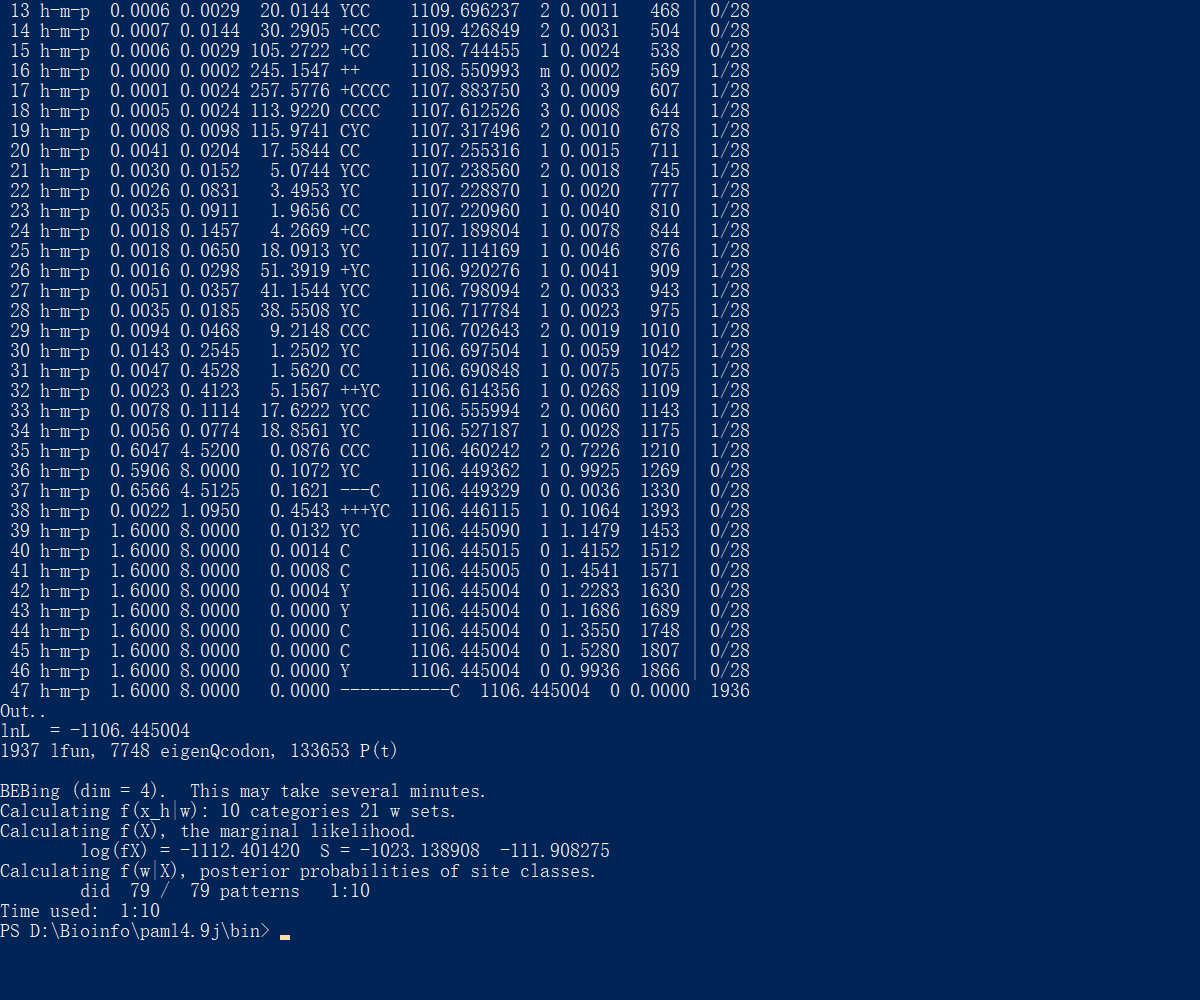 13 h-m-p  0.0006 0.0029  20.0144 YCC    1109.696237  2 0.0011   468 | 0/28
14 h-m-p  0.0007 0.0144  30.2905 +CCC   1109.426849  2 0.0031   504 | 0/28
15 h-m-p  0.0006 0.0029 105.2722 +CC    1108.744455  1 0.0024   538 | 0/28
16 h-m-p  0.0000 0.0002 245.1547 ++     1108.550993  m 0.0002   569 | 1/28
17 h-m-p  0.0001 0.0024 257.5776 +CCCC  1107.883750  3 0.0009   607 | 1/28
18 h-m-p  0.0005 0.0024 113.9220 CCCC   1107.612526  3 0.0008   644 | 1/28
19 h-m-p  0.0008 0.0098 115.9741 CYC    1107.317496  2 0.0010   678 | 1/28
20 h-m-p  0.0041 0.0204  17.5844 CC     1107.255316  1 0.0015   711 | 1/28
21 h-m-p  0.0030 0.0152   5.0744 YCC    1107.238560  2 0.0018   745 | 1/28
22 h-m-p  0.0026 0.0831   3.4953 YC     1107.228870  1 0.0020   777 | 1/28
23 h-m-p  0.0035 0.0911   1.9656 CC     1107.220960  1 0.0040   810 | 1/28
24 h-m-p  0.0018 0.1457   4.2669 +CC    1107.189804  1 0.0078   844 | 1/28
25 h-m-p  0.0018 0.0650  18.0913 YC     1107.114169  1 0.0046   876 | 1/28
26 h-m-p  0.0016 0.0298  51.3919 +YC    1106.920276  1 0.0041   909 | 1/28
27 h-m-p  0.0051 0.0357  41.1544 YCC    1106.798094  2 0.0033   943 | 1/28
28 h-m-p  0.0035 0.0185  38.5508 YC     1106.717784  1 0.0023   975 | 1/28
29 h-m-p  0.0094 0.0468   9.2148 CCC    1106.702643  2 0.0019  1010 | 1/28
30 h-m-p  0.0143 0.2545   1.2502 YC     1106.697504  1 0.0059  1042 | 1/28
31 h-m-p  0.0047 0.4528   1.5620 CC     1106.690848  1 0.0075  1075 | 1/28
32 h-m-p  0.0023 0.4123   5.1567 ++YC   1106.614356  1 0.0268  1109 | 1/28
33 h-m-p  0.0078 0.1114  17.6222 YCC    1106.555994  2 0.0060  1143 | 1/28
34 h-m-p  0.0056 0.0774  18.8561 YC     1106.527187  1 0.0028  1175 | 1/28
35 h-m-p  0.6047 4.5200   0.0876 CCC    1106.460242  2 0.7226  1210 | 1/28
36 h-m-p  0.5906 8.0000   0.1072 YC     1106.449362  1 0.9925  1269 | 0/28
37 h-m-p  0.6566 4.5125   0.1621 ---C   1106.449329  0 0.0036  1330 | 0/28
38 h-m-p  0.0022 1.0950   0.4543 +++YC  1106.446115  1 0.1064  1393 | 0/28
39 h-m-p  1.6000 8.0000   0.0132 YC     1106.445090  1 1.1479  1453 | 0/28
40 h-m-p  1.6000 8.0000   0.0014 C      1106.445015  0 1.4152  1512 | 0/28
41 h-m-p  1.6000 8.0000   0.0008 C      1106.445005  0 1.4541  1571 | 0/28
42 h-m-p  1.6000 8.0000   0.0004 Y      1106.445004  0 1.2283  1630 | 0/28
43 h-m-p  1.6000 8.0000   0.0000 Y      1106.445004  0 1.1686  1689 | 0/28
44 h-m-p  1.6000 8.0000   0.0000 C      1106.445004  0 1.3550  1748 | 0/28
45 h-m-p  1.6000 8.0000   0.0000 C      1106.445004  0 1.5280  1807 | 0/28
46 h-m-p  1.6000 8.0000   0.0000 Y      1106.445004  0 0.9936  1866 | 0/28
47 h-m-p  1.6000 8.0000   0.0000 -----------C  1106.445004  0 0.0000  1936
Out..
lnL  = -1106.445004
1937 lfun, 7748 eigenQcodon, 133653 P(t)
BEBing (dim = 4).  This may take several minutes.
Calculating f(x_h|w): 10 categories 21 w sets.
Calculating f(X), the marginal likelihood.
log(fX) = -1112.401420  S = -1023.138908  -111.908275
Calculating f(w|X), posterior probabilities of site classes.
did  79 /  79 patterns   1:10
Time used:  1:10
PS D:\Bioinfo\paml4.9j\bin>